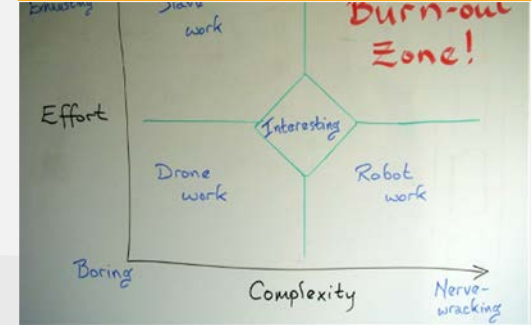 Burn-out
Zone!
work
Effort
Interesting
Drone
work
Robot
work
Boring
Complexity
Nerve-
wracking